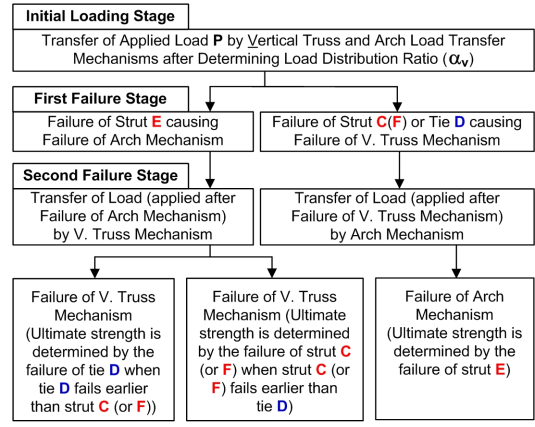 Initial Loading Stage
Transfer of Applied Load P by Vertical Truss and Arch Load Transfer
Mechanisms after Determining Load Distribution Ratio (αv)
First Failure Stage
Failure of Strut E causing
Failure of Arch Mechanism
Failure of Strut C(F) or Tie D causing
Failure of V. Truss Mechanism
Second Failure Stage
Transfer of Load (applied after
Failure of Arch Mechanism)
by V. Truss Mechanism
Transfer of Load (applied after
Failure of V. Truss Mechanism)
by Arch Mechanism
Failure of V. Truss
Mechanism
(Ultimate strength is
determined by the
failure of tie D when
tie D fails earlier
than strut C (or F))
Failure of V. Truss
Mechanism (Ultimate
strength is determined
by the failure of strut C
(or F) when strut C (or
F) fails earlier than
tie D)
Failure of Arch
Mechanism
(Ultimate strength is
determined by the
failure of strut E)